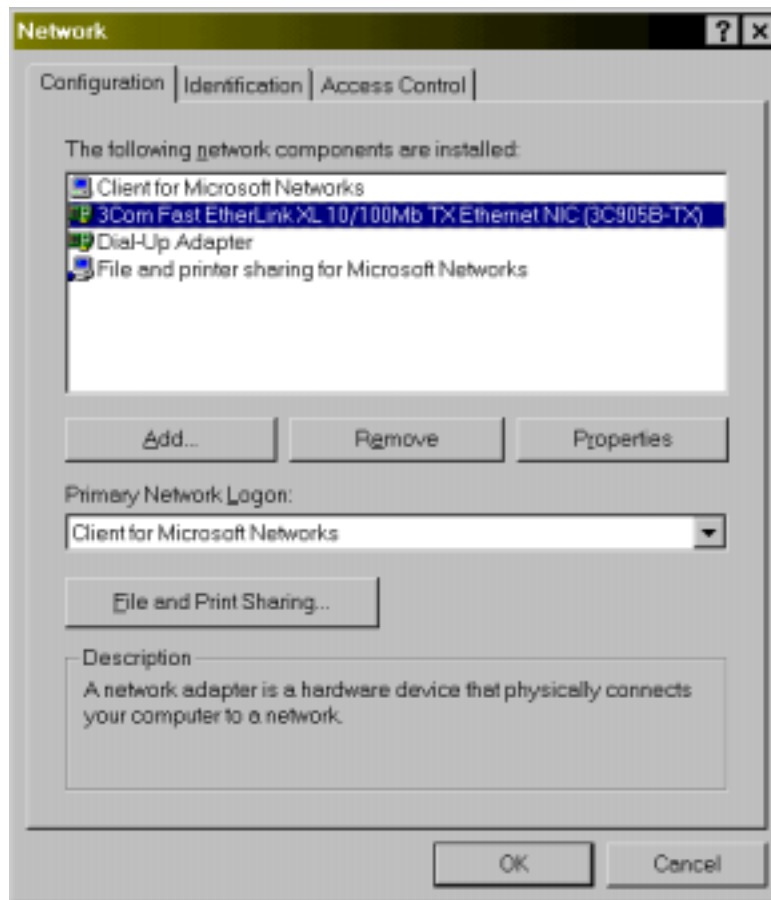 Network
Configuration Identification Access Control
The following network components are installed:
Client for Microsoft Networks
3Com Fast EtherLink XL 10/100Mb TX Ethernet NIC (3C905B-TX)
Dial-Up Adapter
File and printer sharing for Microsoft Networks
Add... Remove Properties
Primary Network Logon:
Client for Microsoft Networks
File and Print Sharing...
Description
A network adapter is a hardware device that physically connects
your computer to a network.
OK Cancel